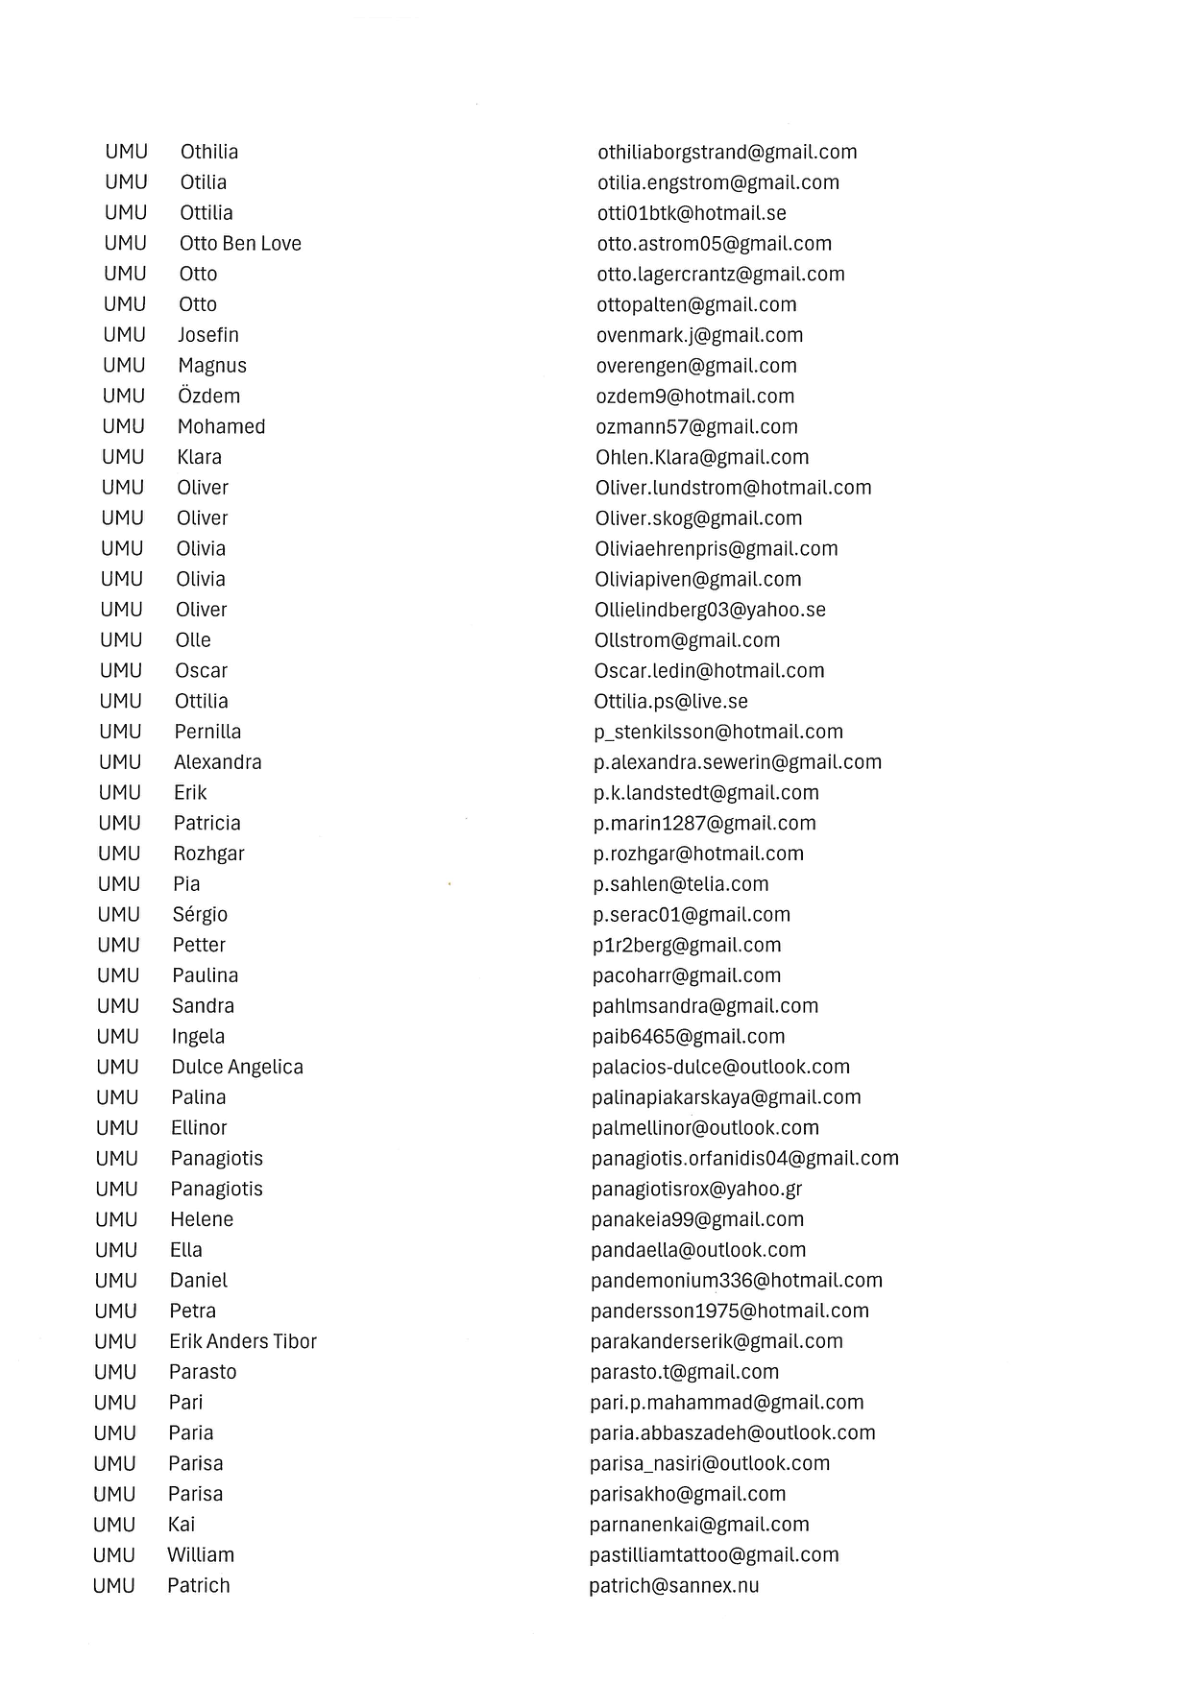 UMU Othilia othiliaborgstrand@gmail.com
UMU Otilia otilia.engstrom@gmail.com
UMU Ottilia otti01btk@hotmail.se
UMU Otto Ben Love otto.astrom05@gmail.com
UMU Otto otto.lagercrantz@gmail.com
UMU Otto ottopalten@gmail.com
UMU Josefin ovenmark.j@gmail.com
UMU Magnus overengen@gmail.com
UMU Özdem ozdem9@hotmail.com
UMU Mohamed ozmann57@gmail.com
UMU Klara Ohlen.Klara@gmail.com
UMU Oliver Oliver.lundstrom@hotmail.com
UMU Oliver Oliver.skog@gmail.com
UMU Olivia Oliviaehrenpris@gmail.com
UMU Olivia Oliviapiven@gmail.com
UMU Oliver Ollielindberg03@yahoo.se
UMU Olle Ollstrom@gmail.com
UMU Oscar Oscar.ledin@hotmail.com
UMU Ottilia Ottilia.ps@live.se
UMU Pernilla p_stenkilsson@hotmail.com
UMU Alexandra p.alexandra.sewerin@gmail.com
UMU Erik p.k.landstedt@gmail.com
UMU Patricia p.marin1287@gmail.com
UMU Rozhgar p.rozhgar@hotmail.com
UMU Pia p.sahlen@telia.com
UMU Sérgio p.serac01@gmail.com
UMU Petter p1r2berg@gmail.com
UMU Paulina pacoharr@gmail.com
UMU Sandra pahlmsandra@gmail.com
UMU Ingela paib6465@gmail.com
UMU Dulce Angelica palacios-dulce@outlook.com
UMU Palina palinapiakarskaya@gmail.com
UMU Ellinor palmellinor@outlook.com
UMU Panagiotis panagiotis.orfanidis04@gmail.com
UMU Panagiotis panagiotisrox@yahoo.gr
UMU Helene panakeia99@gmail.com
UMU Ella pandaella@outlook.com
UMU Daniel pandemonium336@hotmail.com
UMU Petra pandersson1975@hotmail.com
UMU Erik Anders Tibor parakanderserik@gmail.com
UMU Parasto parasto.t@gmail.com
UMU Pari pari.p.mahammad@gmail.com
UMU Paria paria.abbaszadeh@outlook.com
UMU Parisa parisa_nasiri@outlook.com
UMU Parisa parisakho@gmail.com
UMU Kai parnanenkai@gmail.com
UMU William pastilliamtattoo@gmail.com
UMU Patrich patrich@sannex.nu